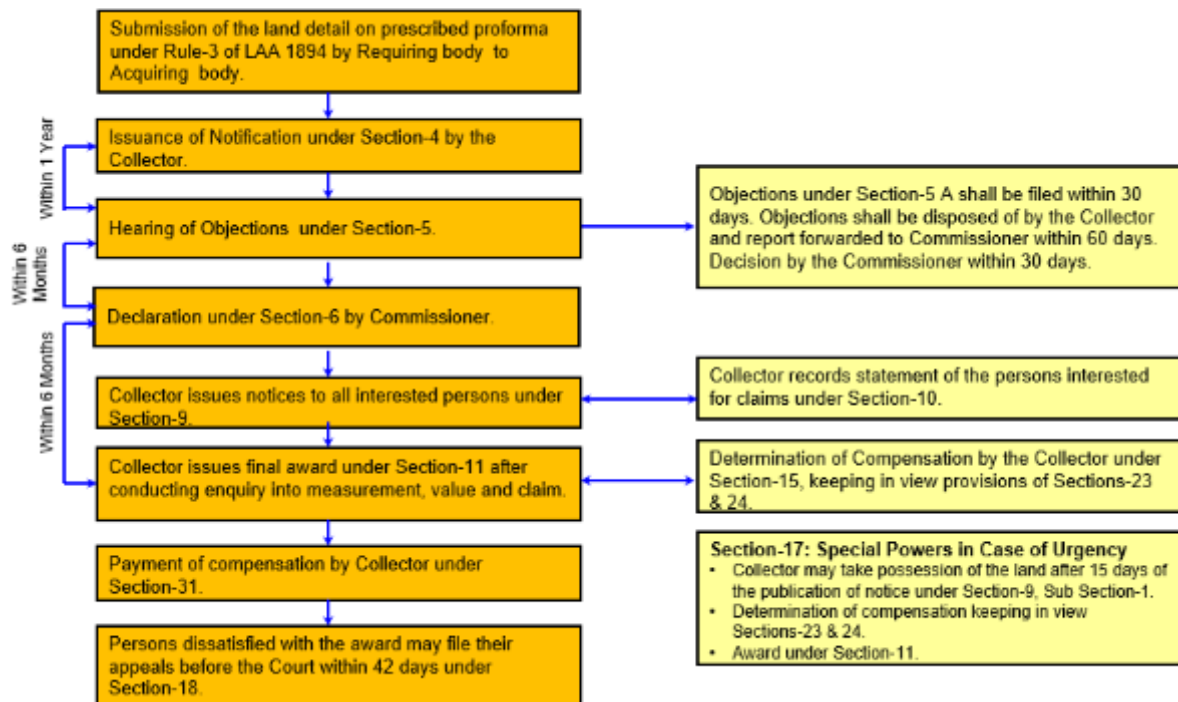 Submission of the land detail on prescribed proforma
under Rule-3 of LAA 1894 by Requiring body to
Acquiring body.
Within 1 Year
Issuance of Notification under Section-4 by the
Collector.
Hearing of Objections under Section-5.
Objections under Section-5 A shall be filed within 30
days. Objections shall be disposed of by the Collector
and report forwarded to Commissioner within 60 days.
Decision by the Commissioner within 30 days.
Within 6
Months
Declaration under Section-6 by Commissioner.
Within 6 Months
Collector issues notices to all interested persons under
Section-9.
Collector records statement of the persons interested
for claims under Section-10.
Collector issues final award under Section-11 after
conducting enquiry into measurement, value and claim.
Determination of Compensation by the Collector under
Section-15, keeping in view provisions of Sections-23
& 24.
Payment of compensation by Collector under
Section-31.
Persons dissatisfied with the award may file their
appeals before the Court within 42 days under
Section-18.
Section-17: Special Powers in Case of Urgency
• Collector may take possession of the land after 15 days of
the publication of notice under Section-9, Sub Section-1.
• Determination of compensation keeping in view
Sections-23 & 24.
• Award under Section-11.